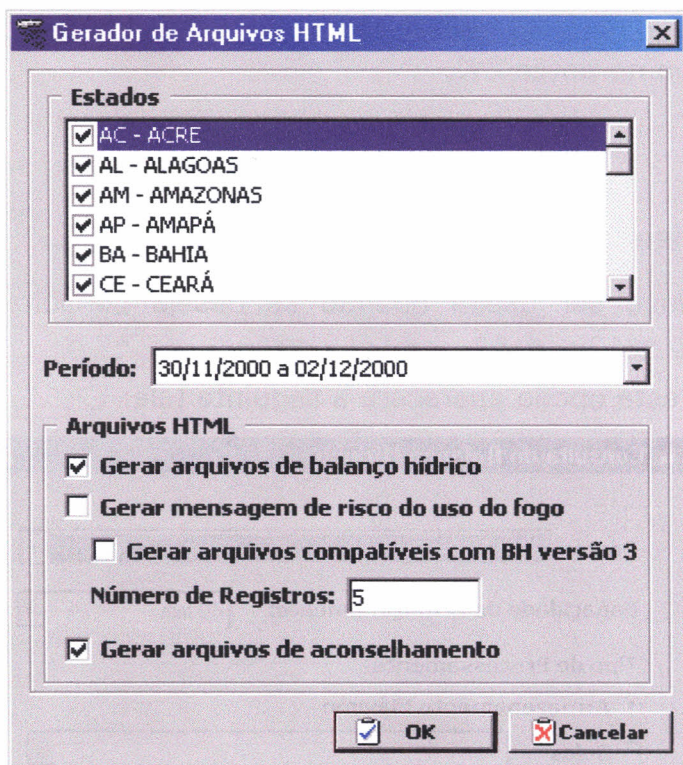 Gerador de Arquivos HTML
Estados
AC - ACRE
AL - ALAGOAS
AM - AMAZONAS
AP - AMAPÁ
BA - BAHIA
CE - CEARÁ
Período: 30/11/2000 a 02/12/2000
Arquivos HTML
Gerar arquivos de balanço hídrico
Gerar mensagem de risco do uso do fogo
Gerar arquivos compatíveis com BH versão 3
Número de Registros: 5
Gerar arquivos de aconselhamento
OK
Cancelar